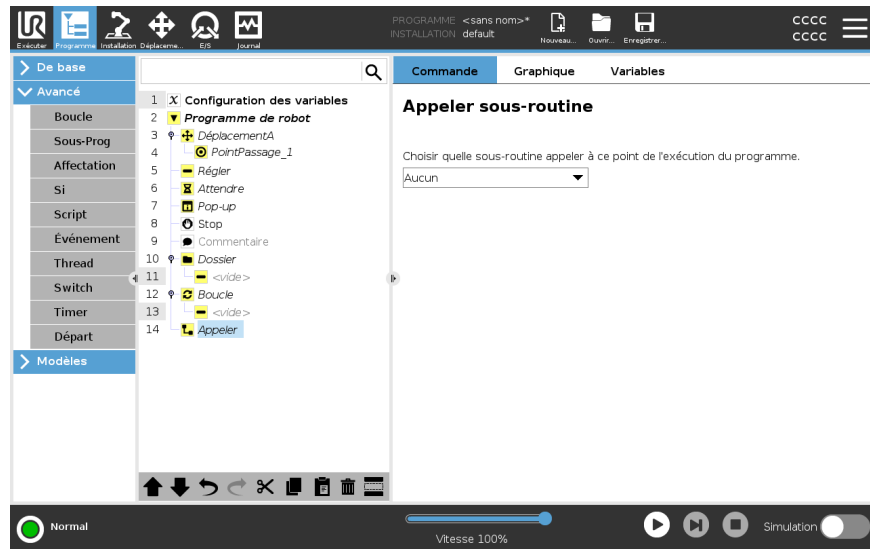 PROGRAMME <sans nom>*
INSTALLATION default
UR
Exécuter
Programme
Installation
Déplaceme...
E/S
Journal
Nouveau...
Ouvrir...
Enregistrer...
CCCC
CCCC
De base
Avancé
Boucle
Sous-Prog
Affectation
Si
Script
Événement
Thread
Switch
Timer
Départ
Modèles
1 X Configuration des variables
2 Programme de robot
3 DéplacementA
4 PointPassage_1
5 Régler
6 Attendre
7 Pop-up
8 Stop
9 Commentaire
10 Dossier
11 <vide>
12 Boucle
13 <vide>
14 Appeler
Commande
Graphique
Variables
Appeler sous-routine
Choisir quelle sous-routine appeler à ce point de l'exécution du programme.
Aucun
Normal
Vitesse 100%
Simulation